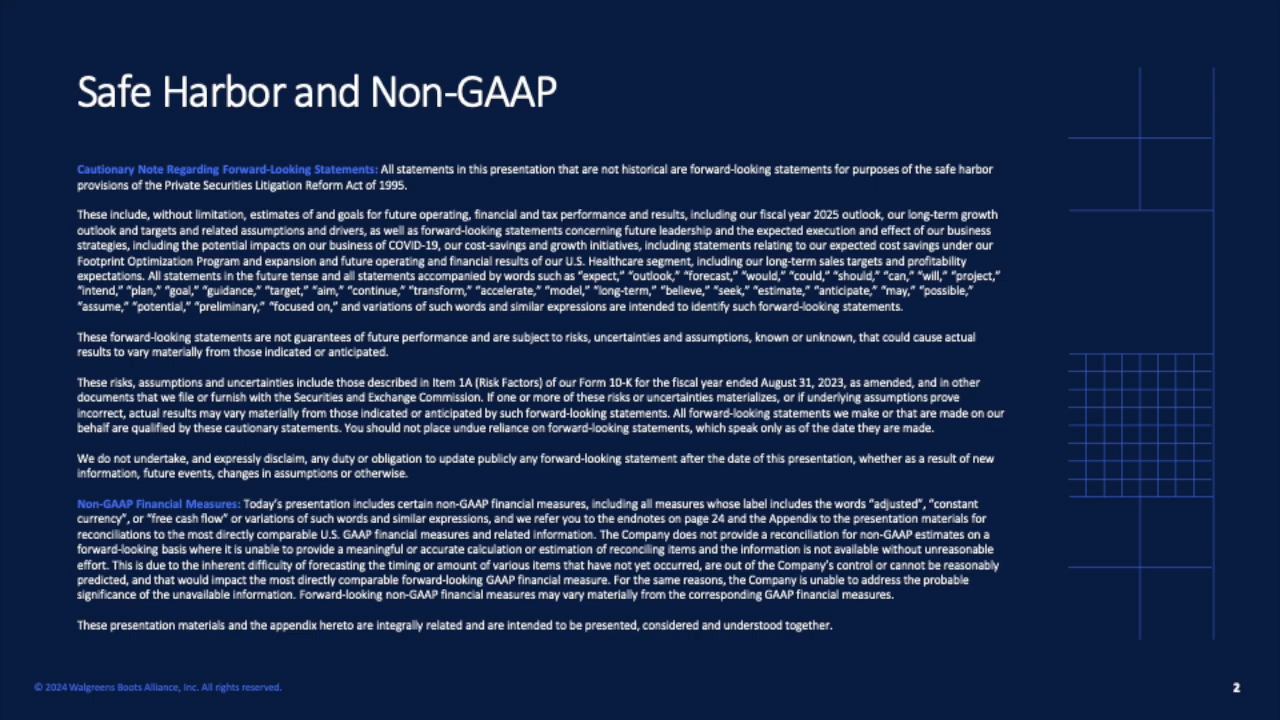 Safe Harbor and Non-GAAP
Cautionary Note Regarding Forward-Looking Statements: All statements in this presentation that are not historical are forward-looking statements for purposes of the safe harbor
provisions of the Private Securities Litigation Reform Act of 1995.
These include, without limitation, estimates of and goals for future operating, financial and tax performance and results, including our fiscal year 2025 outlook, our long-term growth
outlook and targets and related assumptions and drivers, as well as forward-looking statements concerning future leadership and the expected execution and effect of our business
strategies, including the potential impacts on our business of COVID-19, our cost-savings and growth initiatives, including statements relating to our expected cost savings under our
Footprint Optimization Program and expansion and future operating and financial results of our U.S. Healthcare segment, including our long-term sales targets and profitability
expectations. All statements in the future tense and all statements accompanied by words such as “expect,” “outlook,” “forecast,” “would,” “could,” “should,” “can,” “will,” “project,”
“intend,” “plan,” “goal,” “guidance,” “target,” “aim,” “continue,” “transform,” “accelerate,” “model,” “long-term,” “believe,” “seek,” “estimate,” “anticipate,” “may,” “possible,”
“assume,” “potential,” “preliminary,” “focused on,” and variations of such words and similar expressions are intended to identify such forward-looking statements.
These forward-looking statements are not guarantees of future performance and are subject to risks, uncertainties and assumptions, known or unknown, that could cause actual
results to vary materially from those indicated or anticipated.
These risks, assumptions and uncertainties include those described in Item 1A (Risk Factors) of our Form 10-K for the fiscal year ended August 31, 2023, as amended, and in other
documents that we file or furnish with the Securities and Exchange Commission. If one or more of these risks or uncertainties materializes, or if underlying assumptions prove
incorrect, actual results may vary materially from those indicated or anticipated by such forward-looking statements. All forward-looking statements we make or that are made on our
behalf are qualified by these cautionary statements. You should not place undue reliance on forward-looking statements, which speak only as of the date they are made.
We do not undertake, and expressly disclaim, any duty or obligation to update publicly any forward-looking statement after the date of this presentation, whether as a result of new
information, future events, changes in assumptions or otherwise.
Non-GAAP Financial Measures: Today’s presentation includes certain non-GAAP financial measures, including all measures whose label includes the words “adjusted”, “constant
currency”, or “free cash flow” or variations of such words and similar expressions, and we refer you to the endnotes on page 24 and the Appendix to the presentation materials for
reconciliations to the most directly comparable U.S. GAAP financial measures and related information. The Company does not provide a reconciliation for non-GAAP estimates on a
forward-looking basis where it is unable to provide a meaningful or accurate calculation or estimation of reconciling items and the information is not available without unreasonable
effort. This is due to the inherent difficulty of forecasting the timing or amount of various items that have not yet occurred, are out of the Company’s control or cannot be reasonably
predicted, and that would impact the most directly comparable forward-looking GAAP financial measure. For the same reasons, the Company is unable to address the probable
significance of the unavailable information. Forward-looking non-GAAP financial measures may vary materially from the corresponding GAAP financial measures.
These presentation materials and the appendix hereto are integrally related and are intended to be presented, considered and understood together.
© 2024 Walgreens Boots Alliance, Inc. All rights reserved.
2